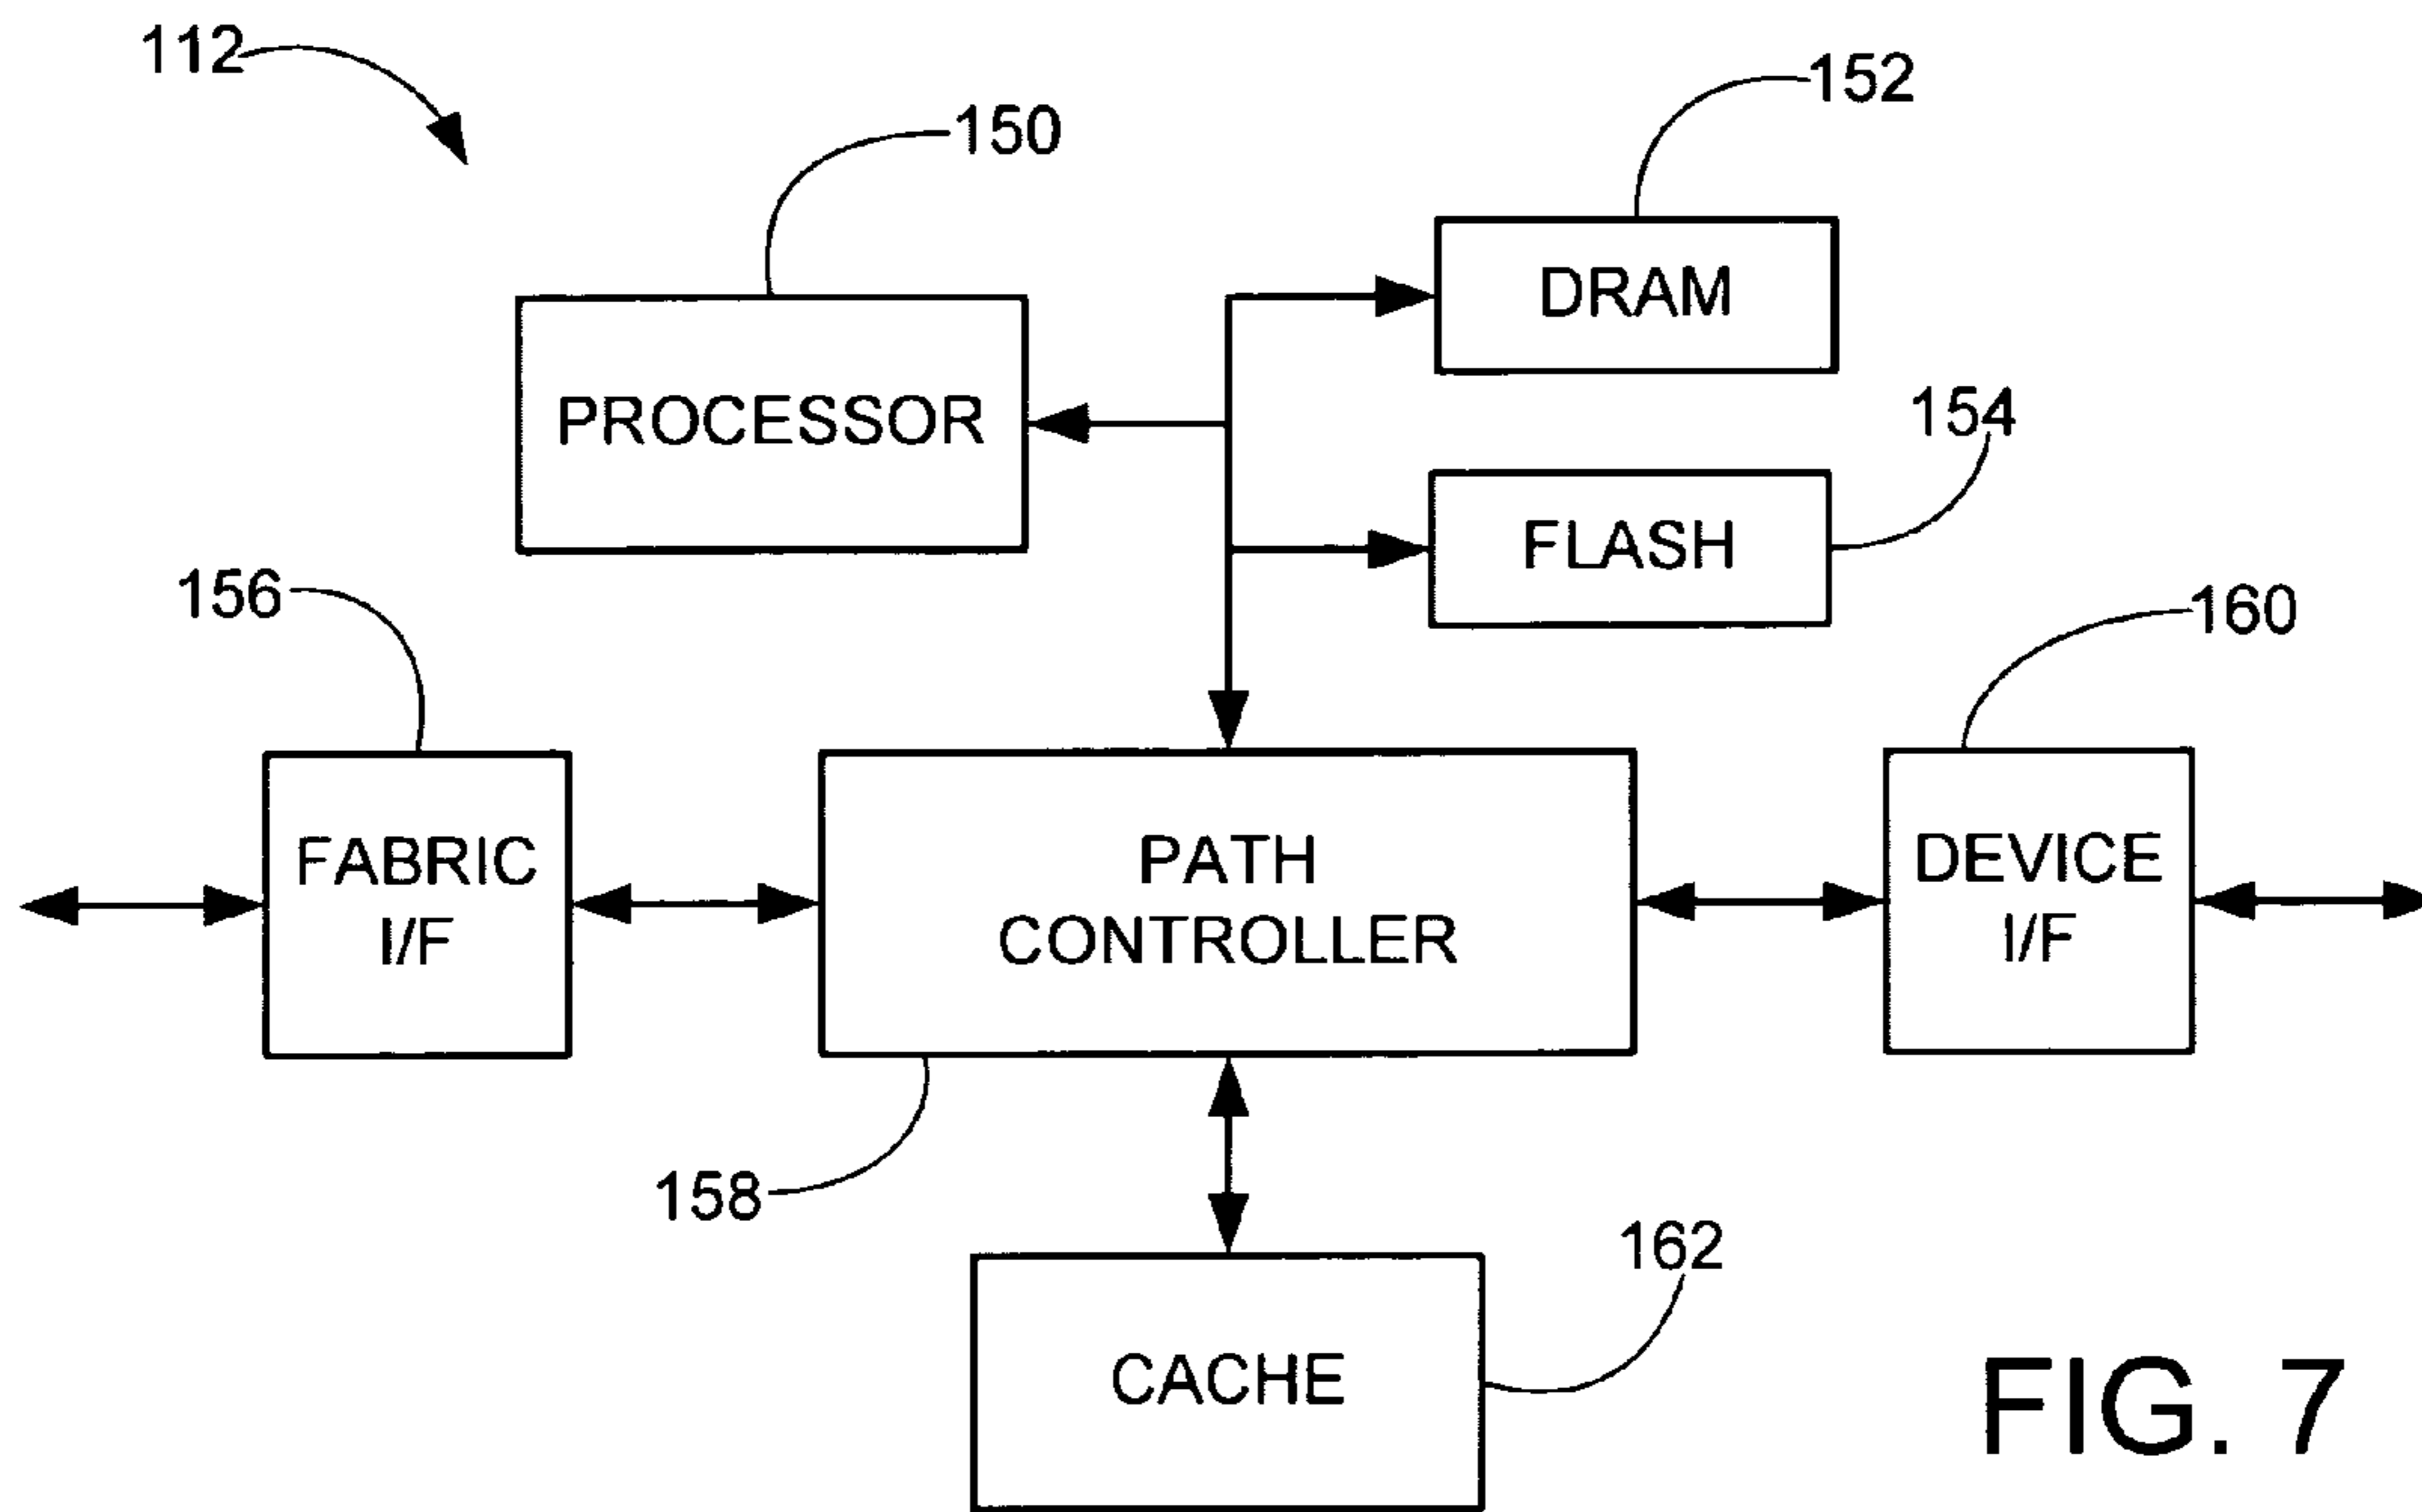 112
152
150
DRAM
PROCESSOR
154
FLASH
156
160
FABRIC
I/F
PATH
CONTROLLER
DEVICE
I/F
158
162
CACHE
FIG. 7